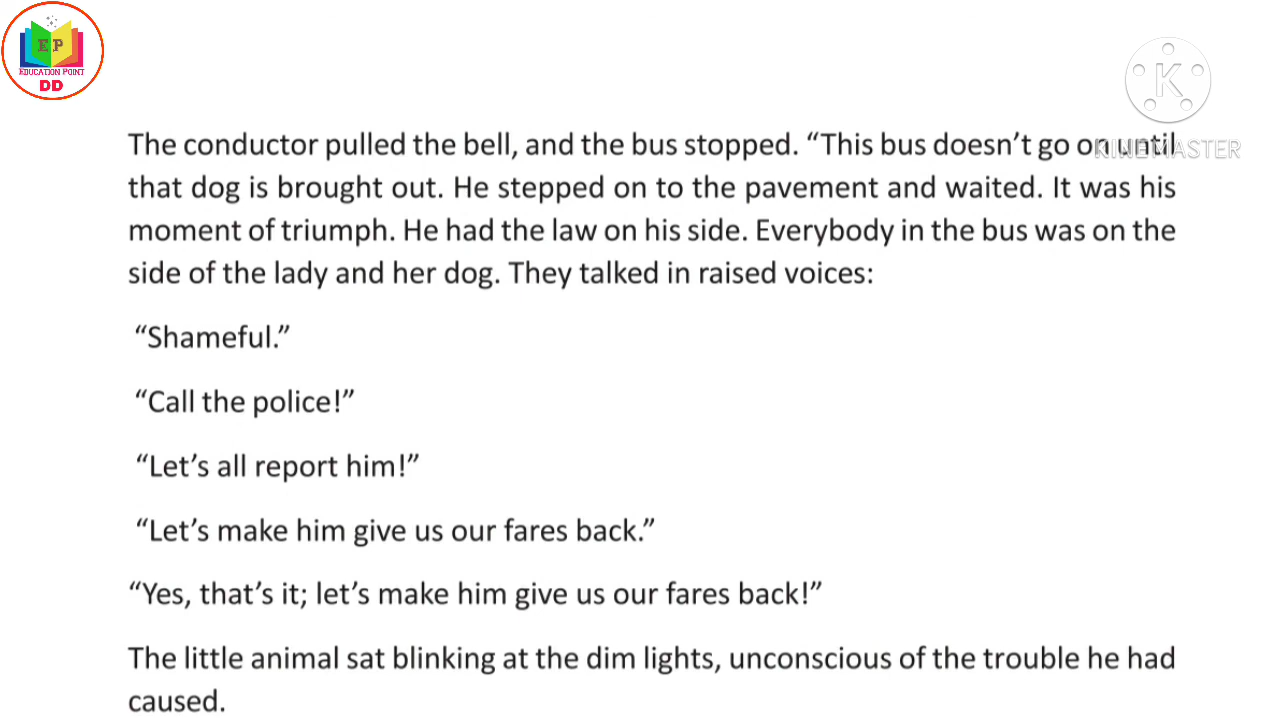 EP
EDUCATION POINT
DD
K
KINEMASTER
The conductor pulled the bell, and the bus stopped. “This bus doesn’t go on until
that dog is brought out. He stepped on to the pavement and waited. It was his
moment of triumph. He had the law on his side. Everybody in the bus was on the
side of the lady and her dog. They talked in raised voices:
“Shameful.”
“Call the police!”
“Let’s all report him!”
“Let’s make him give us our fares back.”
“Yes, that’s it; let’s make him give us our fares back!”
The little animal sat blinking at the dim lights, unconscious of the trouble he had
caused.